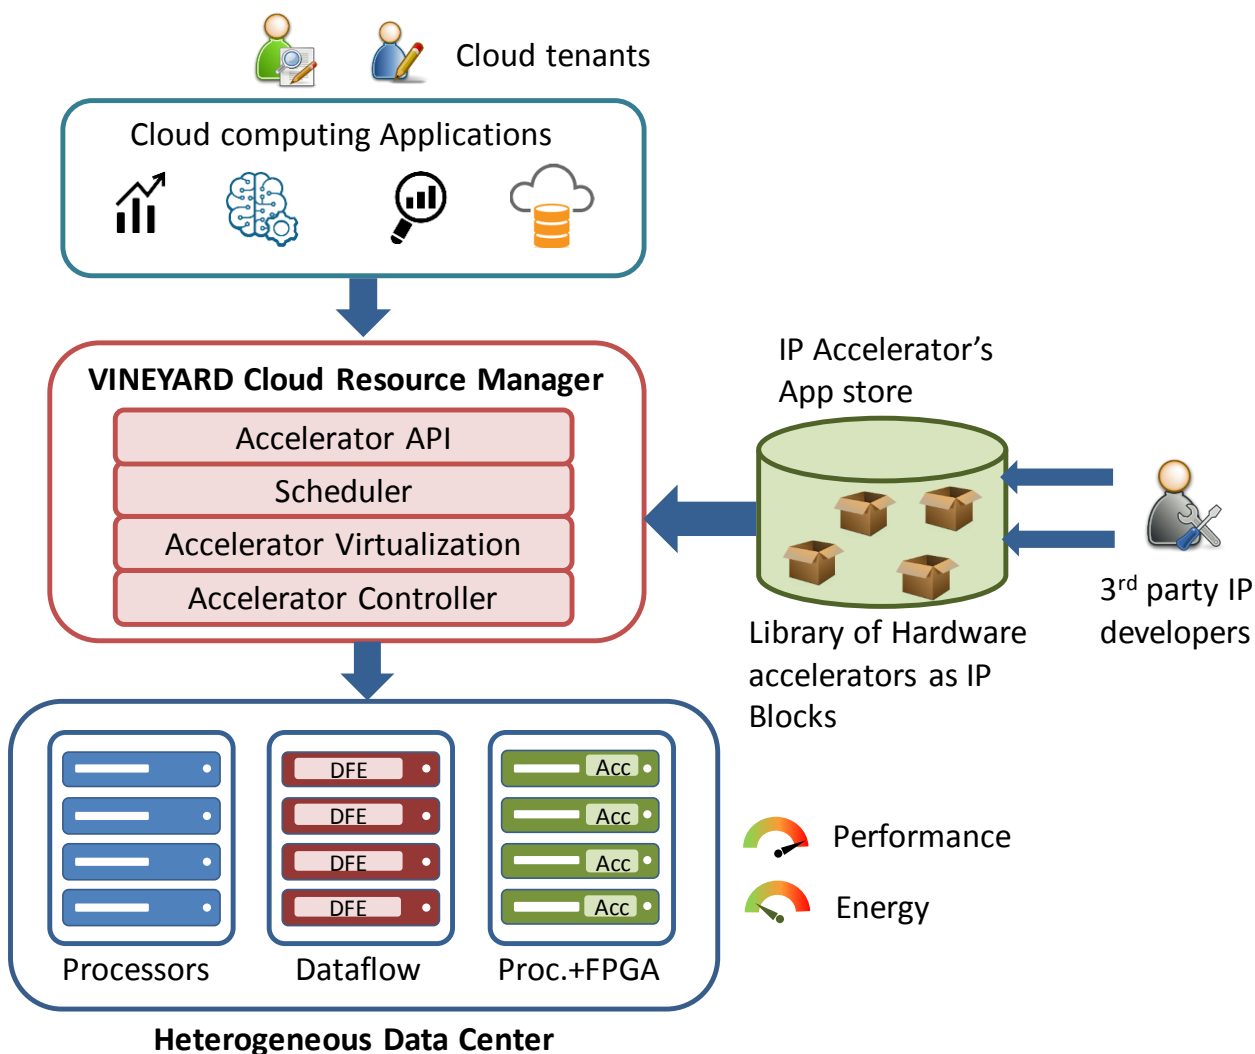 Cloud tenants
Cloud computing Applications
VINEYARD Cloud Resource Manager
Accelerator API
Scheduler
Accelerator Virtualization
Accelerator Controller
IP Accelerator’s
App store
Library of Hardware
accelerators as IP
Blocks
3rd party IP
developers
DFE
DFE
DFE
DFE
Acc
Acc
Acc
Acc
Processors
Dataflow
Proc.+FPGA
Heterogeneous Data Center
Performance
Energy